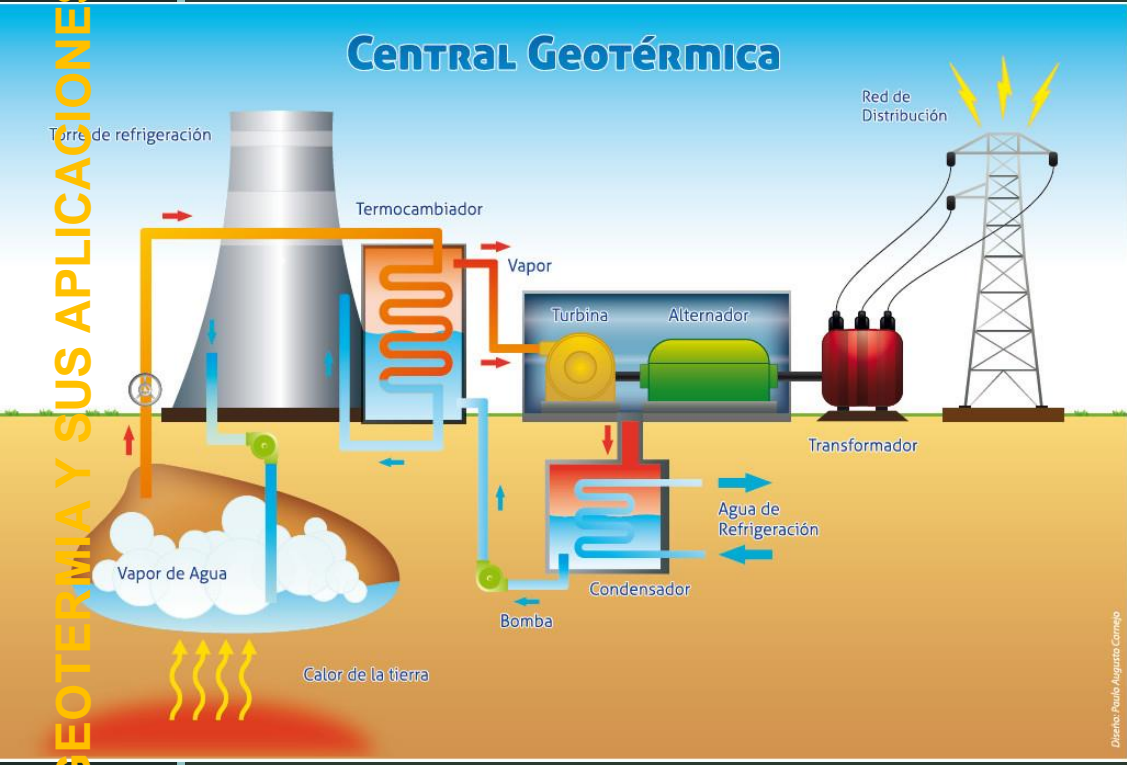 GEOTERMIA Y SUS APLICACIONES
Central Geotérmica
Red de
Distribución
Torre de refrigeración
Termocambiador
Vapor
Turbina
Alternador
Transformador
Agua de
Refrigeración
Vapor de Agua
Condensador
Bomba
Calor de la tierra
Diseño: Paulo Augusto Cornejo